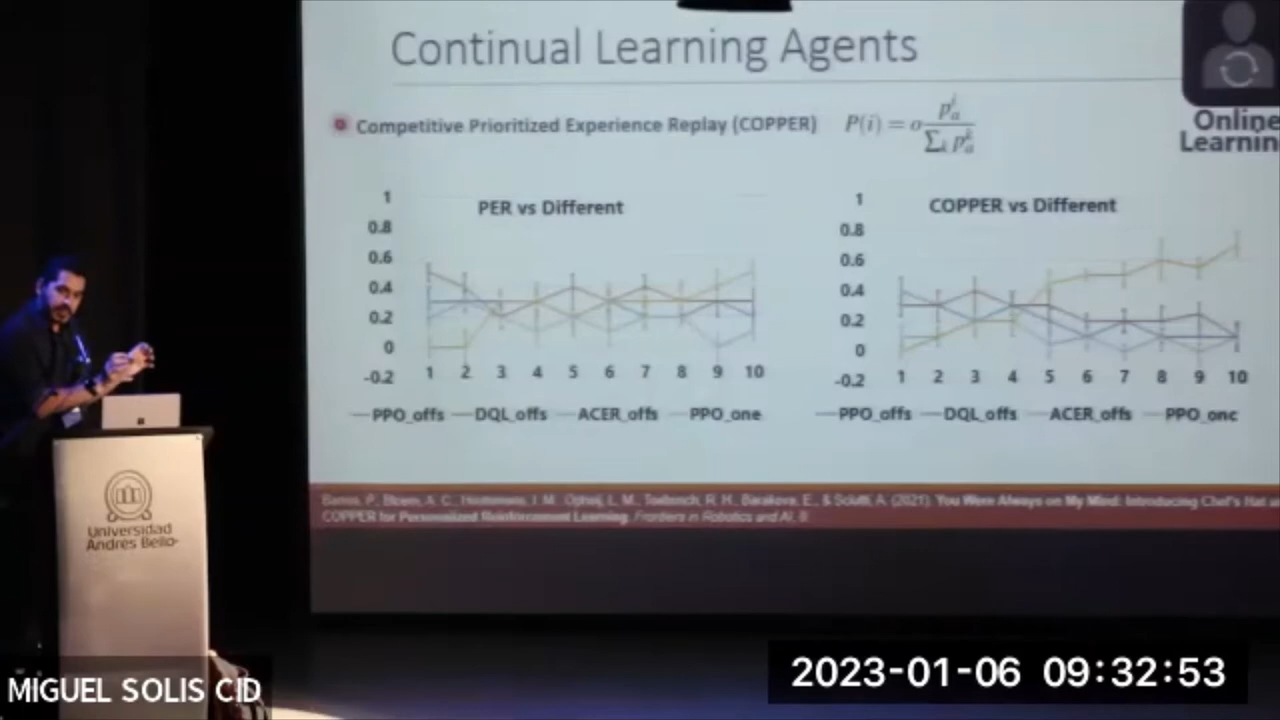 Continual Learning Agents
Competitive Prioritized Experience Replay (COPPER)
Online
Learnin
PER vs Different
1
0.8
0.6
0.4
0.2
0
-0.2
1 2 3 4 5 6 7 8 9 10
PPO_offs DQL_offs ACER_offs PPO_one
COPPER vs Different
1
0.8
0.6
0.4
0.2
0
-0.2
1 2 3 4 5 6 7 8 9 10
PPO_offs DQL_offs ACER_offs PPO_onc
E., & Sciutti, A. (2021). You Were Always on My Mind: Introducing Chef's Hat
COPPER for Personalized Reinforcement Learning. Frontiers in Robotics and AI, 8
Universidad
Andres Bello
MIGUEL SOLIS CID
2023-01-06 09:32:53